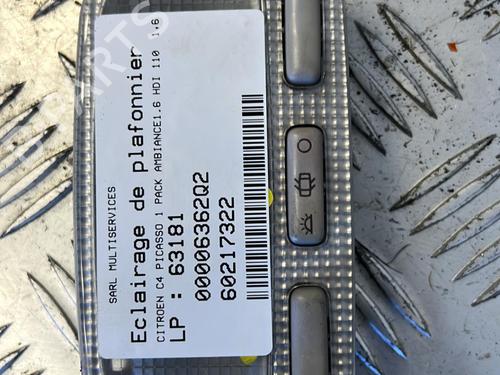 SARL MULTISERVICES
Eclairage de plafonnier
CITROEN C4 PICASSO 1 PACK AMBIANCE1.6 HDI 110  1.6
LP : 63181
00006362Q2
60217322